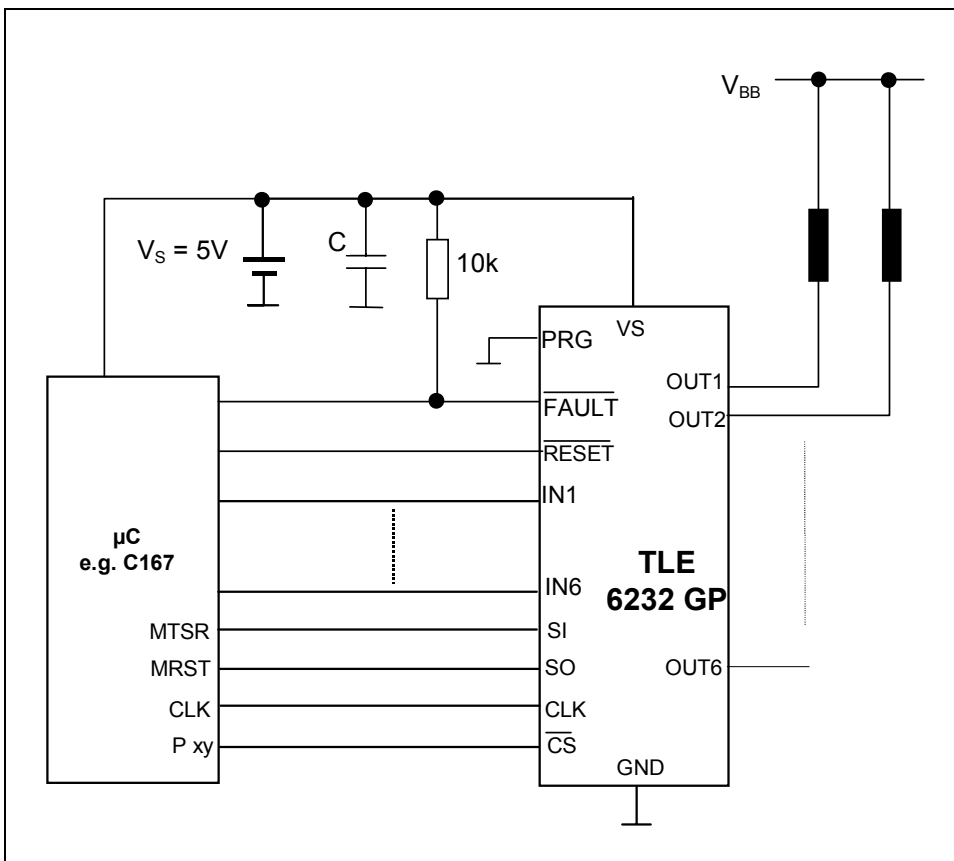 V_BB
V_S = 5V
C
10k
PRG
VS
OUT1
FAULT
OUT2
RESET
IN1
µC
e.g. C167
TLE
6232 GP
IN6
MTSR
SI
MRST
SO
OUT6
CLK
CLK
P xy
CS
GND